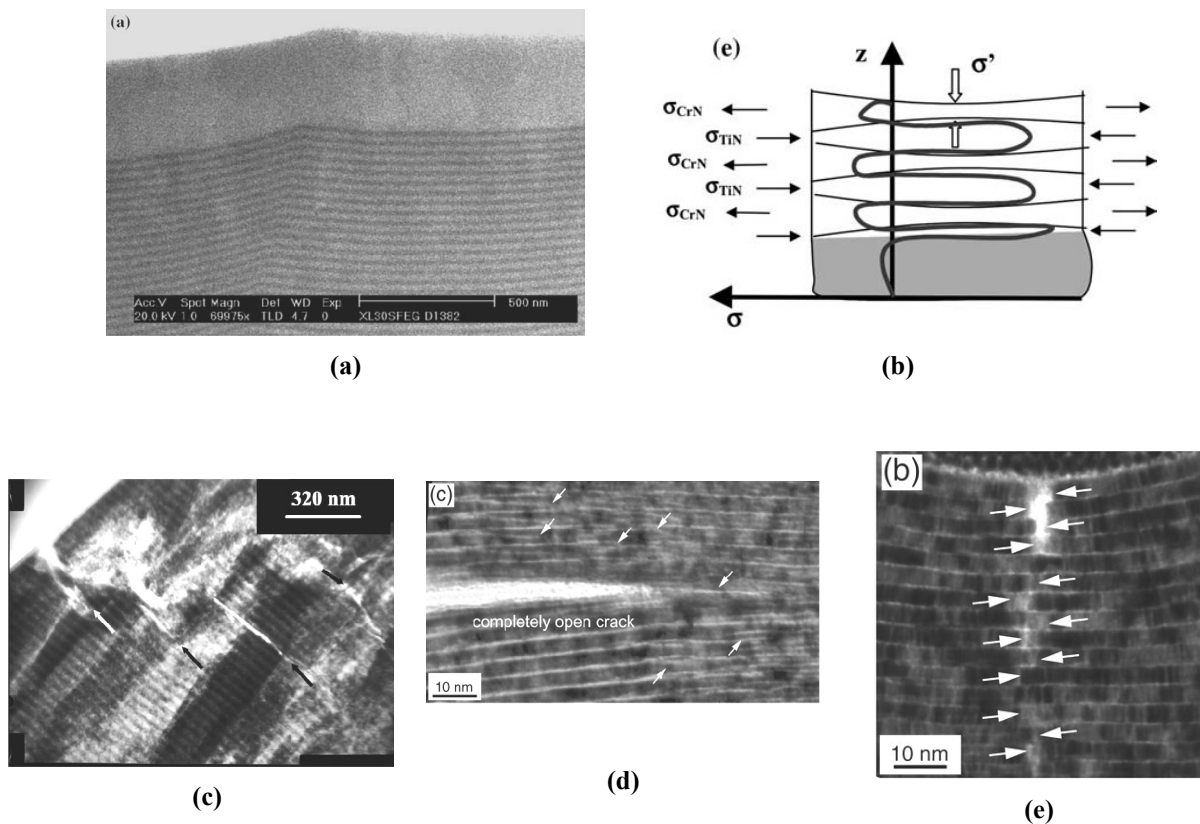 (a)
Acc.V Spot Magn Det WD Exp 500 nm
20.0 kV 1.0 69975x TLD 4.7 0 XL30SFEG D1382
(a)
(e)
z
σ'
σCrN
σTiN
σCrN
σTiN
σCrN
σ
(b)
320 nm
(c)
(c)
completely open crack
10 nm
(d)
(b)
10 nm
(e)